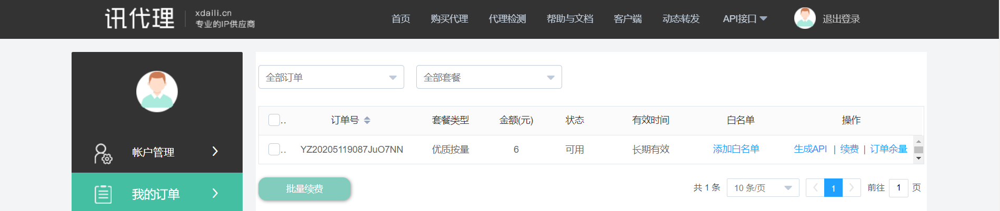 讯代理 xdaili.cn
专业的IP供应商
首页 购买代理 代理检测 帮助与文档 客户端 动态转发 API接口 退出登录
全部订单 全部套餐
.. 订单号 套餐类型 金额(元) 状态 有效时间 白名单 操作
.. YZ20205119087JuO7NN 优质按量 6 可用 长期有效 添加白名单 生成API | 续费 | 订单余量
帐户管理
批量续费 共 1 条 10 条/页 1 前往 1 页
我的订单